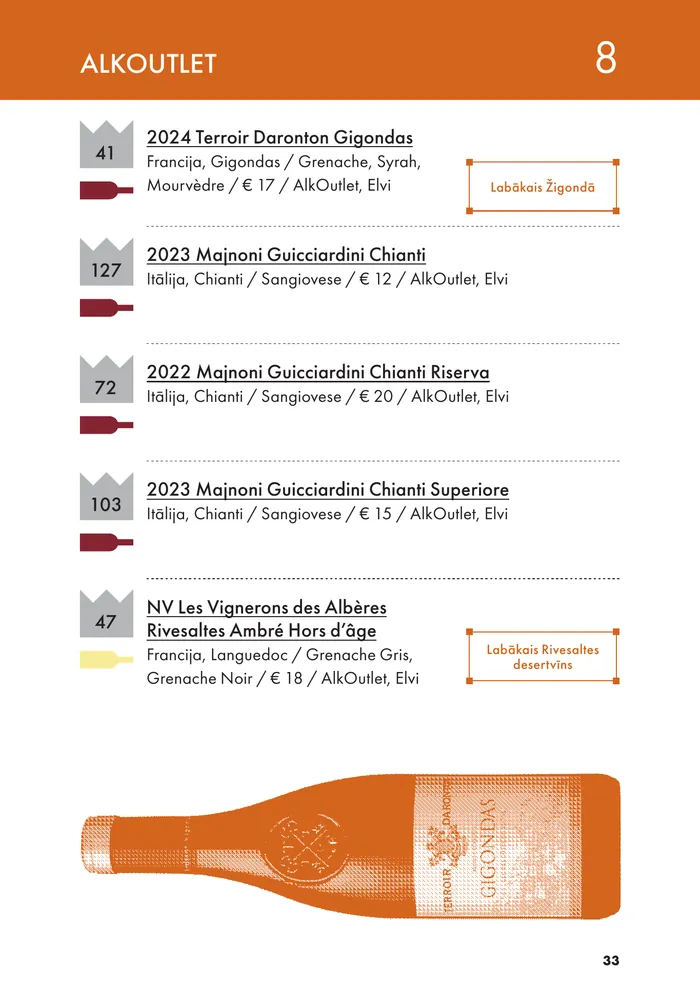 ALKOUTLET
8
41
2024 Terroir Daronton Gigondas
Francija, Gigondas / Grenache, Syrah,
Mourvèdre / € 17 / AlkOutlet, Elvi
Labākais Žigondā
127
2023 Majnoni Guicciardini Chianti
Itālija, Chianti / Sangiovese / € 12 / AlkOutlet, Elvi
72
2022 Majnoni Guicciardini Chianti Riserva
Itālija, Chianti / Sangiovese / € 20 / AlkOutlet, Elvi
103
2023 Majnoni Guicciardini Chianti Superiore
Itālija, Chianti / Sangiovese / € 15 / AlkOutlet, Elvi
47
NV Les Vignerons des Albères
Rivesaltes Ambré Hors d’âge
Francija, Languedoc / Grenache Gris,
Grenache Noir / € 18 / AlkOutlet, Elvi
Labākais Rivesaltes
desertvīns
TERROIR DARONTON
GIGONDAS
33